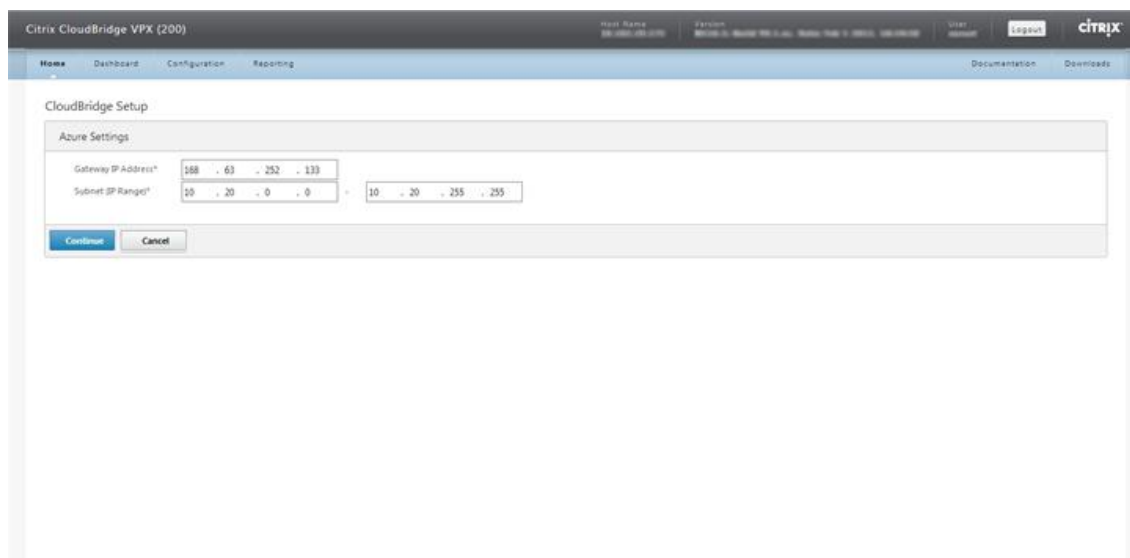 Citrix CloudBridge VPX (200)
Host Name
Version
User
Logout
CİTRIX
Home Dashboard Configuration Reporting Documentation Downloads
CloudBridge Setup
Azure Settings
Gateway IP Address* 168 . 63 . 252 . 133
Subnet IP Range* 10 . 20 . 0 . 0 - 10 . 20 . 255 . 255
Continue Cancel